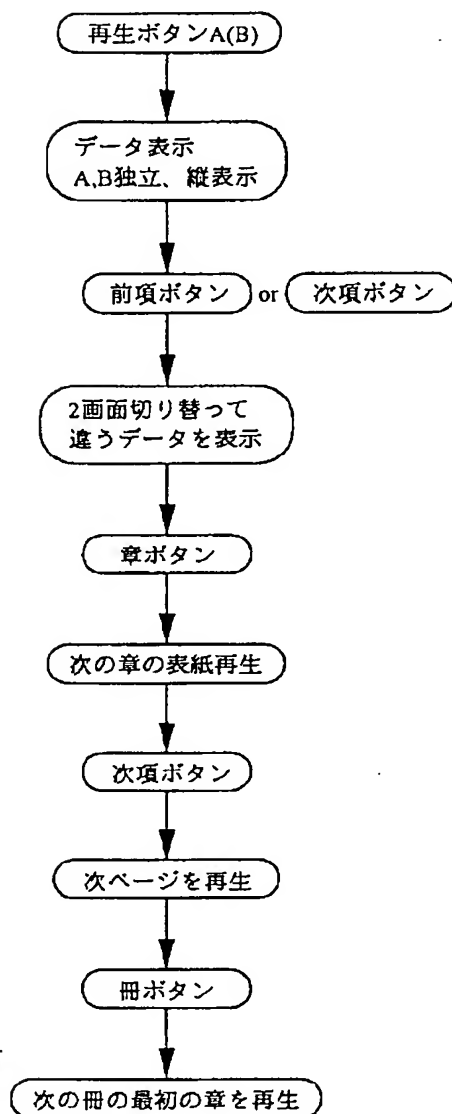 再生ボタンA(B)
データ表示
A,B独立、縦表示
前項ボタン or 次項ボタン
2画面切り替って
違うデータを表示
章ボタン
次の章の表紙再生
次項ボタン
次ページを再生
冊ボタン
次の冊の最初の章を再生